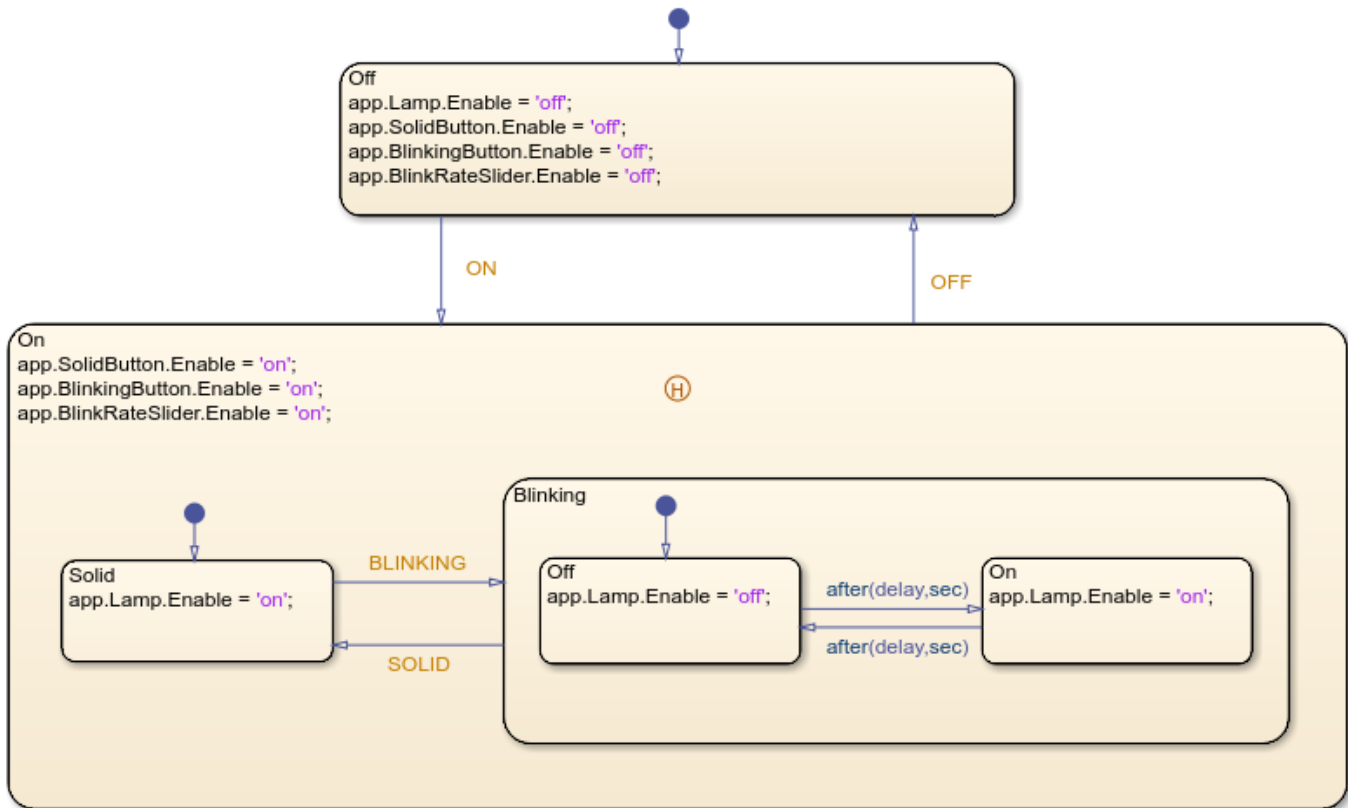 Off
app.Lamp.Enable = 'off';
app.SolidButton.Enable = 'off';
app.BlinkingButton.Enable = 'off';
app.BlinkRateSlider.Enable = 'off';
ON
OFF
On
app.SolidButton.Enable = 'on';
app.BlinkingButton.Enable = 'on';
app.BlinkRateSlider.Enable = 'on';
H
Solid
app.Lamp.Enable = 'on';
BLINKING
SOLID
Blinking
Off
app.Lamp.Enable = 'off';
after(delay,sec)
after(delay,sec)
On
app.Lamp.Enable = 'on';